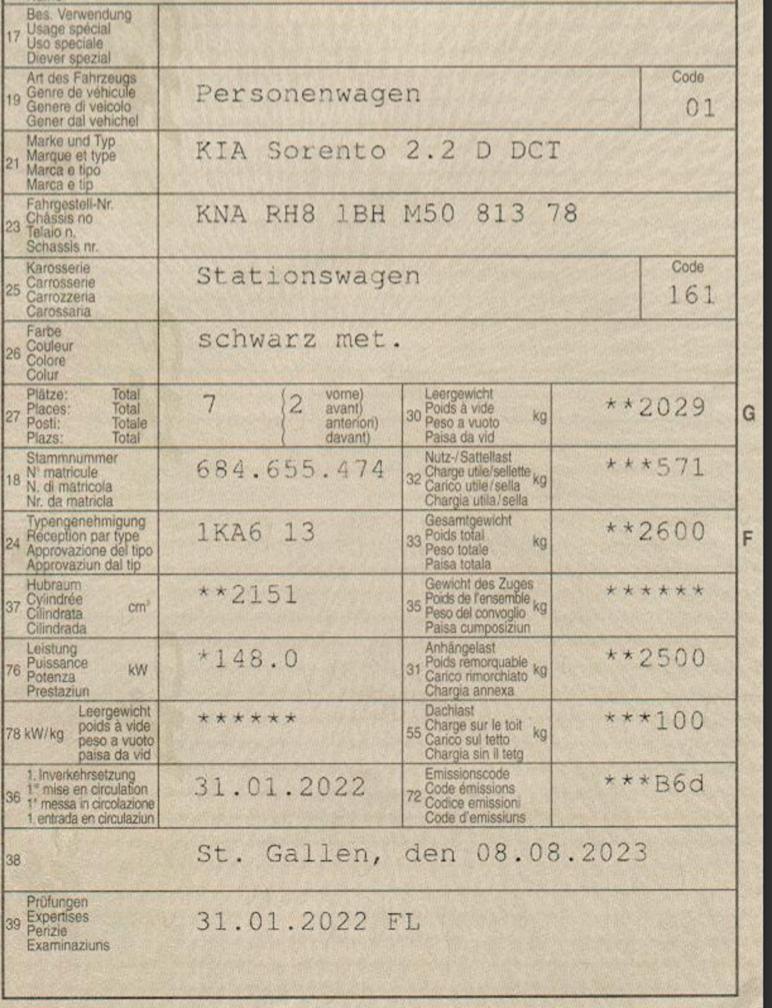 Bes. Verwendung
17 Usage spécial
Uso speciale
Diever spezial
Art des Fahrzeugs
19 Genre de véhicule
Genere di veicolo
Gener dal vehichel
Personenwagen
Code
01
Marke und Typ
21 Marque et type
Marca e tipo
Marca e tip
KIA Sorento 2.2 D DCT
Fahrgestell-Nr.
23 Châssis no
Telaio n.
Schassis nr.
KNA RH8 1BH M50 813 78
Karosserie
25 Carrosserie
Carrozzeria
Carossaria
Stationswagen
Code
161
Farbe
26 Couleur
Colore
Colur
schwarz met.
Plätze: Total
27 Places: Total
Posti: Totale
Plazs: Total
7 (2 vorne)
avant)
anteriori)
davant)
Leergewicht
30 Poids à vide kg
Peso a vuoto
Paisa da vid
**2029 G
Stammnummer
18 N° matricule
N. di matricola
Nr. da matricla
684.655.474
Nutz-/Sattellast
32 Charge utile/sellette kg
Carico utile/sella
Chargia utila/sella
***571
Typengenehmigung
24 Réception par type
Approvazione del tipo
Approvaziun dal tip
1KA6 13
Gesamtgewicht
33 Poids total kg
Peso totale
Paisa totala
**2600 F
Hubraum
37 Cylindrée cm³
Cilindrata
Cilindrada
**2151
Gewicht des Zuges
35 Poids de l'ensemble kg
Peso del convoglio
Paisa cumposiziun
******
Leistung
76 Puissance kW
Potenza
Prestaziun
*148.0
Anhängelast
31 Poids remorquable kg
Carico rimorchiato
Chargia annexa
**2500
Leergewicht
78 kW/kg poids à vide
peso a vuoto
paisa da vid
******
Dachlast
55 Charge sur le toit kg
Carico sul tetto
Chargia sin il tetg
***100
1. Inverkehrsetzung
36 1re mise en circulation
1a messa in circolazione
1. entrada en circulaziun
31.01.2022
Emissionscode
72 Code émissions
Codice emissioni
Code d'emissiuns
***B6d
38 St. Gallen, den 08.08.2023
Prüfungen
39 Expertises
Perizie
Examinaziuns
31.01.2022 FL